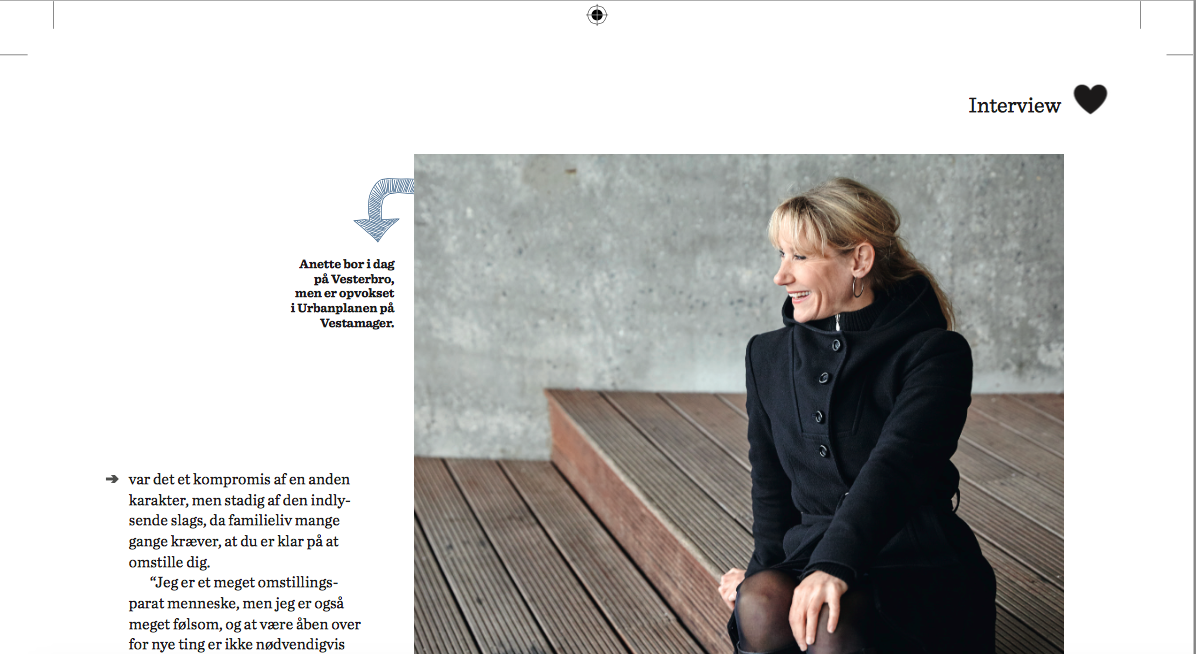 Interview
Anette bor i dag
på Vesterbro,
men er opvokset
i Urbanplanen på
Vestamager.
var det et kompromis af en anden
karakter, men stadig af den indly-
sende slags, da familieliv mange
gange kræver, at du er klar på at
omstille dig.
“Jeg er et meget omstillings-
parat menneske, men jeg er også
meget følsom, og at være åben over
for nye ting er ikke nødvendigvis